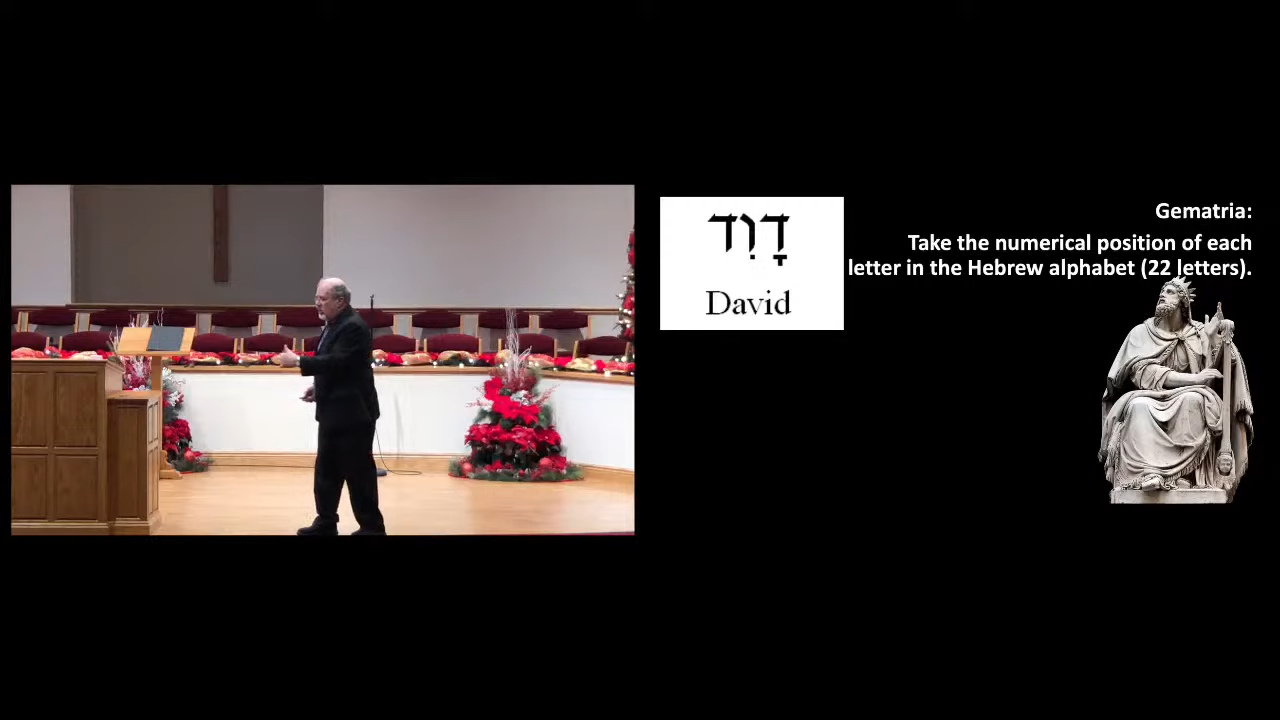 דָּוִד
David
Gematria:
Take the numerical position of each
letter in the Hebrew alphabet (22 letters).